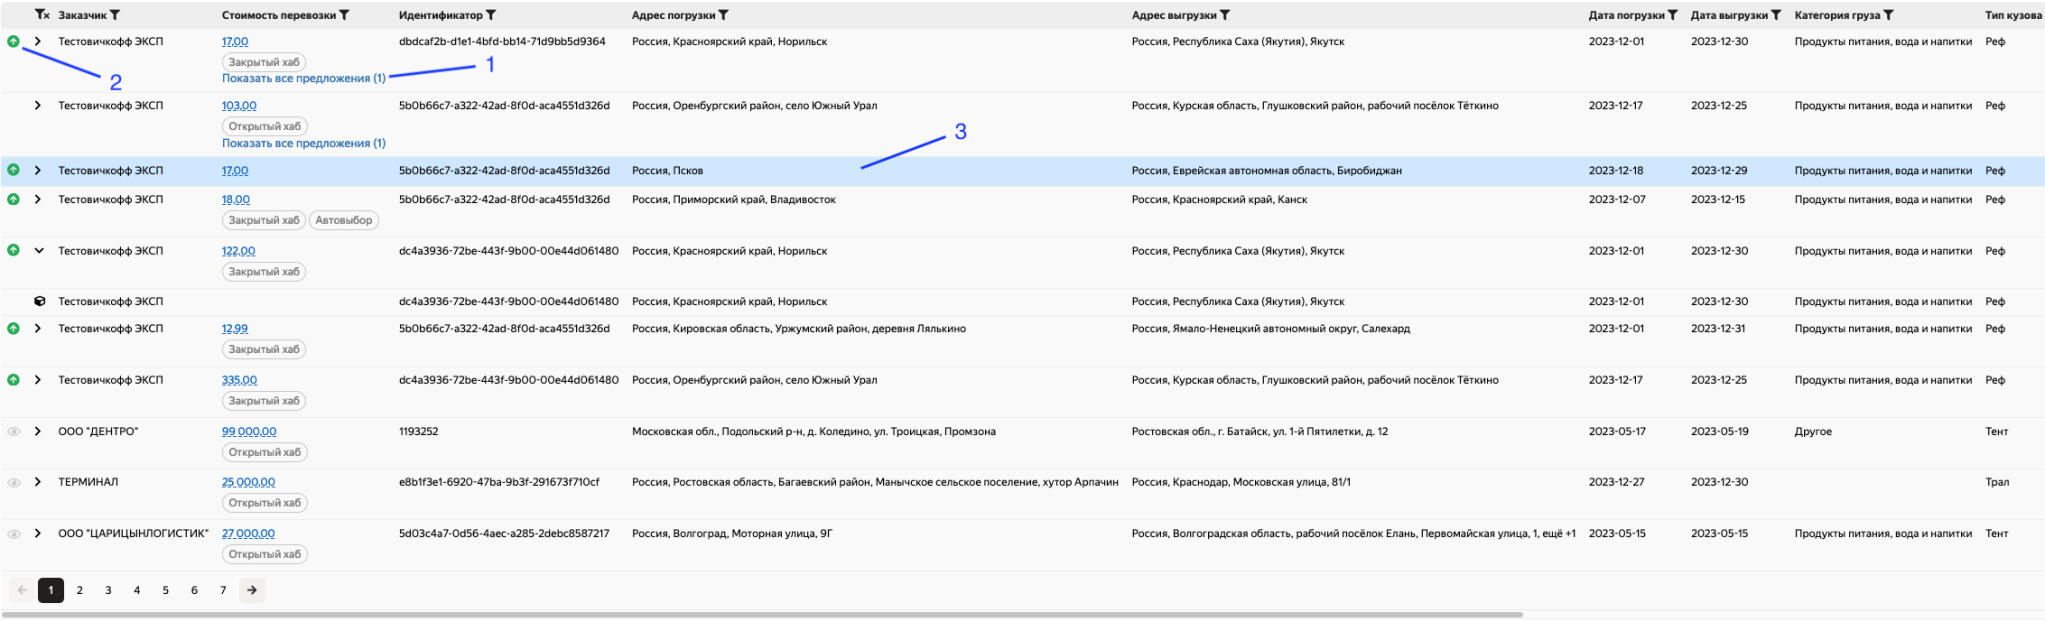 Заказчик Стоимость перевозки Идентификатор Адрес погрузки Адрес выгрузки Дата погрузки Дата выгрузки Категория груза Тип кузова
Тестовичкофф ЭКСП 17,00 dbdcaf2b-d1e1-4bfd-bb14-71d9bb5d9364 Россия, Красноярский край, Норильск Россия, Республика Саха (Якутия), Якутск 2023-12-01 2023-12-30 Продукты питания, вода и напитки Реф
Закрытый хаб
1
Показать все предложения (1)
2
Тестовичкофф ЭКСП 103,00 5b0b66c7-a322-42ad-8f0d-aca4551d326d Россия, Оренбургский район, село Южный Урал Россия, Курская область, Глушковский район, рабочий посёлок Тёткино 2023-12-17 2023-12-25 Продукты питания, вода и напитки Реф
Открытый хаб
3
Показать все предложения (1)
Тестовичкофф ЭКСП 17,00 5b0b66c7-a322-42ad-8f0d-aca4551d326d Россия, Псков Россия, Еврейская автономная область, Биробиджан 2023-12-18 2023-12-29 Продукты питания, вода и напитки Реф
Тестовичкофф ЭКСП 18,00 5b0b66c7-a322-42ad-8f0d-aca4551d326d Россия, Приморский край, Владивосток Россия, Красноярский край, Канск 2023-12-07 2023-12-15 Продукты питания, вода и напитки Реф
Закрытый хаб Автовыбор
Тестовичкофф ЭКСП 122,00 dc4a3936-72be-443f-9b00-00e44d061480 Россия, Красноярский край, Норильск Россия, Республика Саха (Якутия), Якутск 2023-12-01 2023-12-30 Продукты питания, вода и напитки Реф
Закрытый хаб
Тестовичкофф ЭКСП dc4a3936-72be-443f-9b00-00e44d061480 Россия, Красноярский край, Норильск Россия, Республика Саха (Якутия), Якутск 2023-12-01 2023-12-30 Продукты питания, вода и напитки Реф
Тестовичкофф ЭКСП 12,99 5b0b66c7-a322-42ad-8f0d-aca4551d326d Россия, Кировская область, Уржумский район, деревня Лялькино Россия, Ямало-Ненецкий автономный округ, Салехард 2023-12-01 2023-12-31 Продукты питания, вода и напитки Реф
Закрытый хаб
Тестовичкофф ЭКСП 335,00 dc4a3936-72be-443f-9b00-00e44d061480 Россия, Оренбургский район, село Южный Урал Россия, Курская область, Глушковский район, рабочий посёлок Тёткино 2023-12-17 2023-12-25 Продукты питания, вода и напитки Реф
Закрытый хаб
ООО "ДЕНТРО" 99 000,00 1193252 Московская обл., Подольский р-н, д. Коледино, ул. Троицкая, Промзона Ростовская обл., г. Батайск, ул. 1-й Пятилетки, д. 12 2023-05-17 2023-05-19 Другое Тент
Открытый хаб
ТЕРМИНАЛ 25 000,00 e8b1f3e1-6920-47ba-9b3f-291673f710cf Россия, Ростовская область, Багаевский район, Манычское сельское поселение, хутор Арпачин Россия, Краснодар, Московская улица, 81/1 2023-12-27 2023-12-30 Трал
Открытый хаб
ООО "ЦАРИЦЫНЛОГИСТИК" 27 000,00 5d03c4a7-0d56-4aec-a285-2debc8587217 Россия, Волгоград, Моторная улица, 9Г Россия, Волгоградская область, рабочий посёлок Елань, Первомайская улица, 1, ещё +1 2023-05-15 2023-05-15 Продукты питания, вода и напитки Тент
Открытый хаб
1 2 3 4 5 6 7